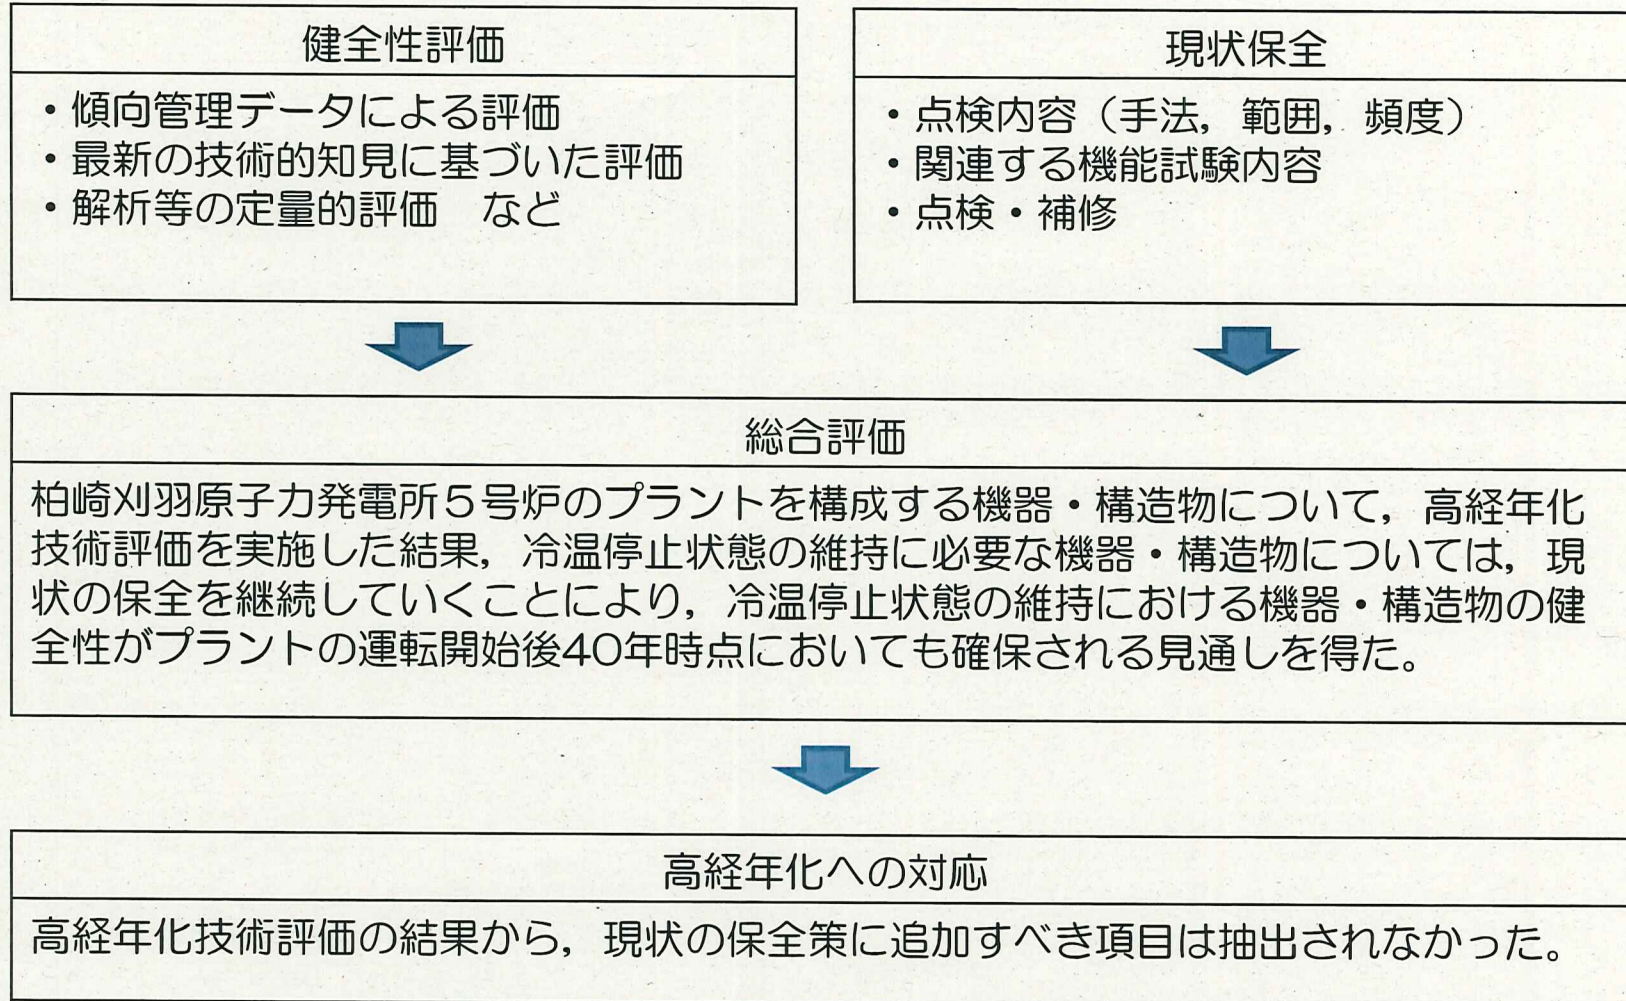 健全性評価
・傾向管理データによる評価
・最新の技術的知見に基づいた評価
・解析等の定量的評価　など
現状保全
・点検内容（手法，範囲，頻度）
・関連する機能試験内容
・点検・補修
総合評価
柏崎刈羽原子力発電所５号炉のプラントを構成する機器・構造物について，高経年化
技術評価を実施した結果，冷温停止状態の維持に必要な機器・構造物については，現
状の保全を継続していくことにより，冷温停止状態の維持における機器・構造物の健
全性がプラントの運転開始後40年時点においても確保される見通しを得た。
高経年化への対応
高経年化技術評価の結果から，現状の保全策に追加すべき項目は抽出されなかった。